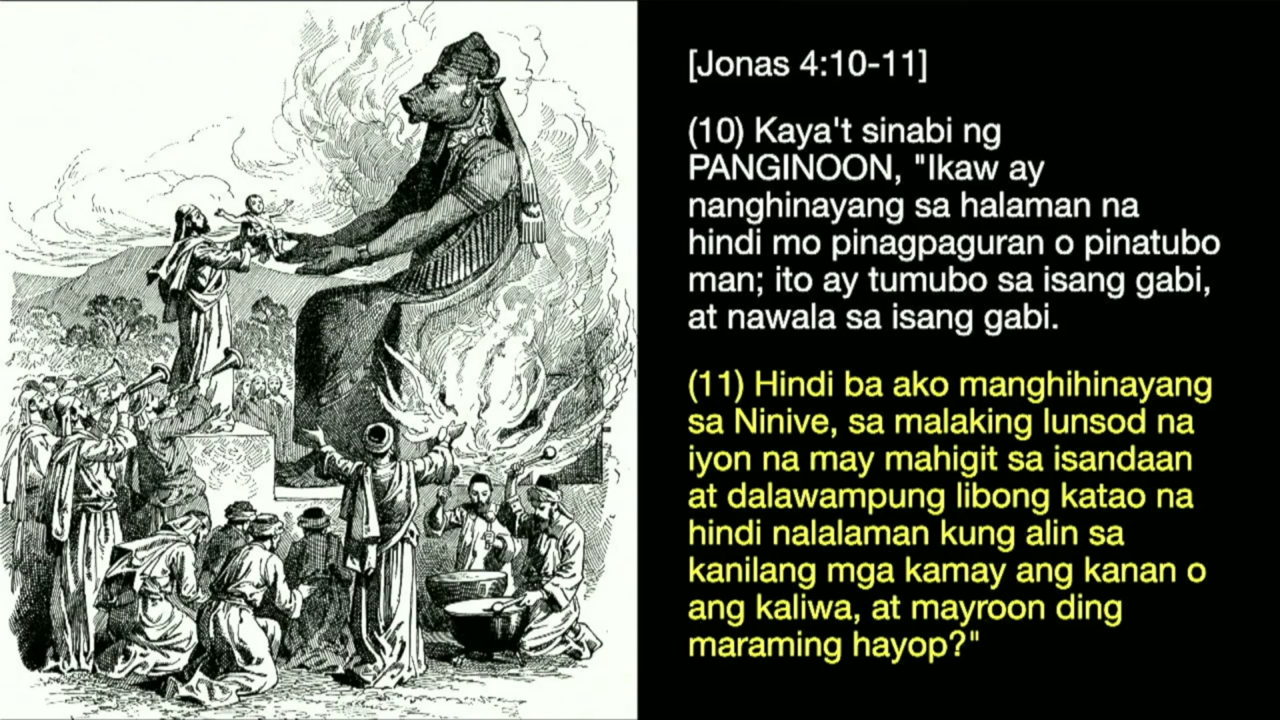 [Jonas 4:10-11]
(10) Kaya't sinabi ng
PANGINOON, "Ikaw ay
nanghinayang sa halaman na
hindi mo pinagpaguran o pinatubo
man; ito ay tumubo sa isang gabi,
at nawala sa isang gabi.
(11) Hindi ba ako manghihinayang
sa Ninive, sa malaking lunsod na
iyon na may mahigit sa isandaan
at dalawampung libong katao na
hindi nalalaman kung alin sa
kanilang mga kamay ang kanan o
ang kaliwa, at mayroon ding
maraming hayop?"